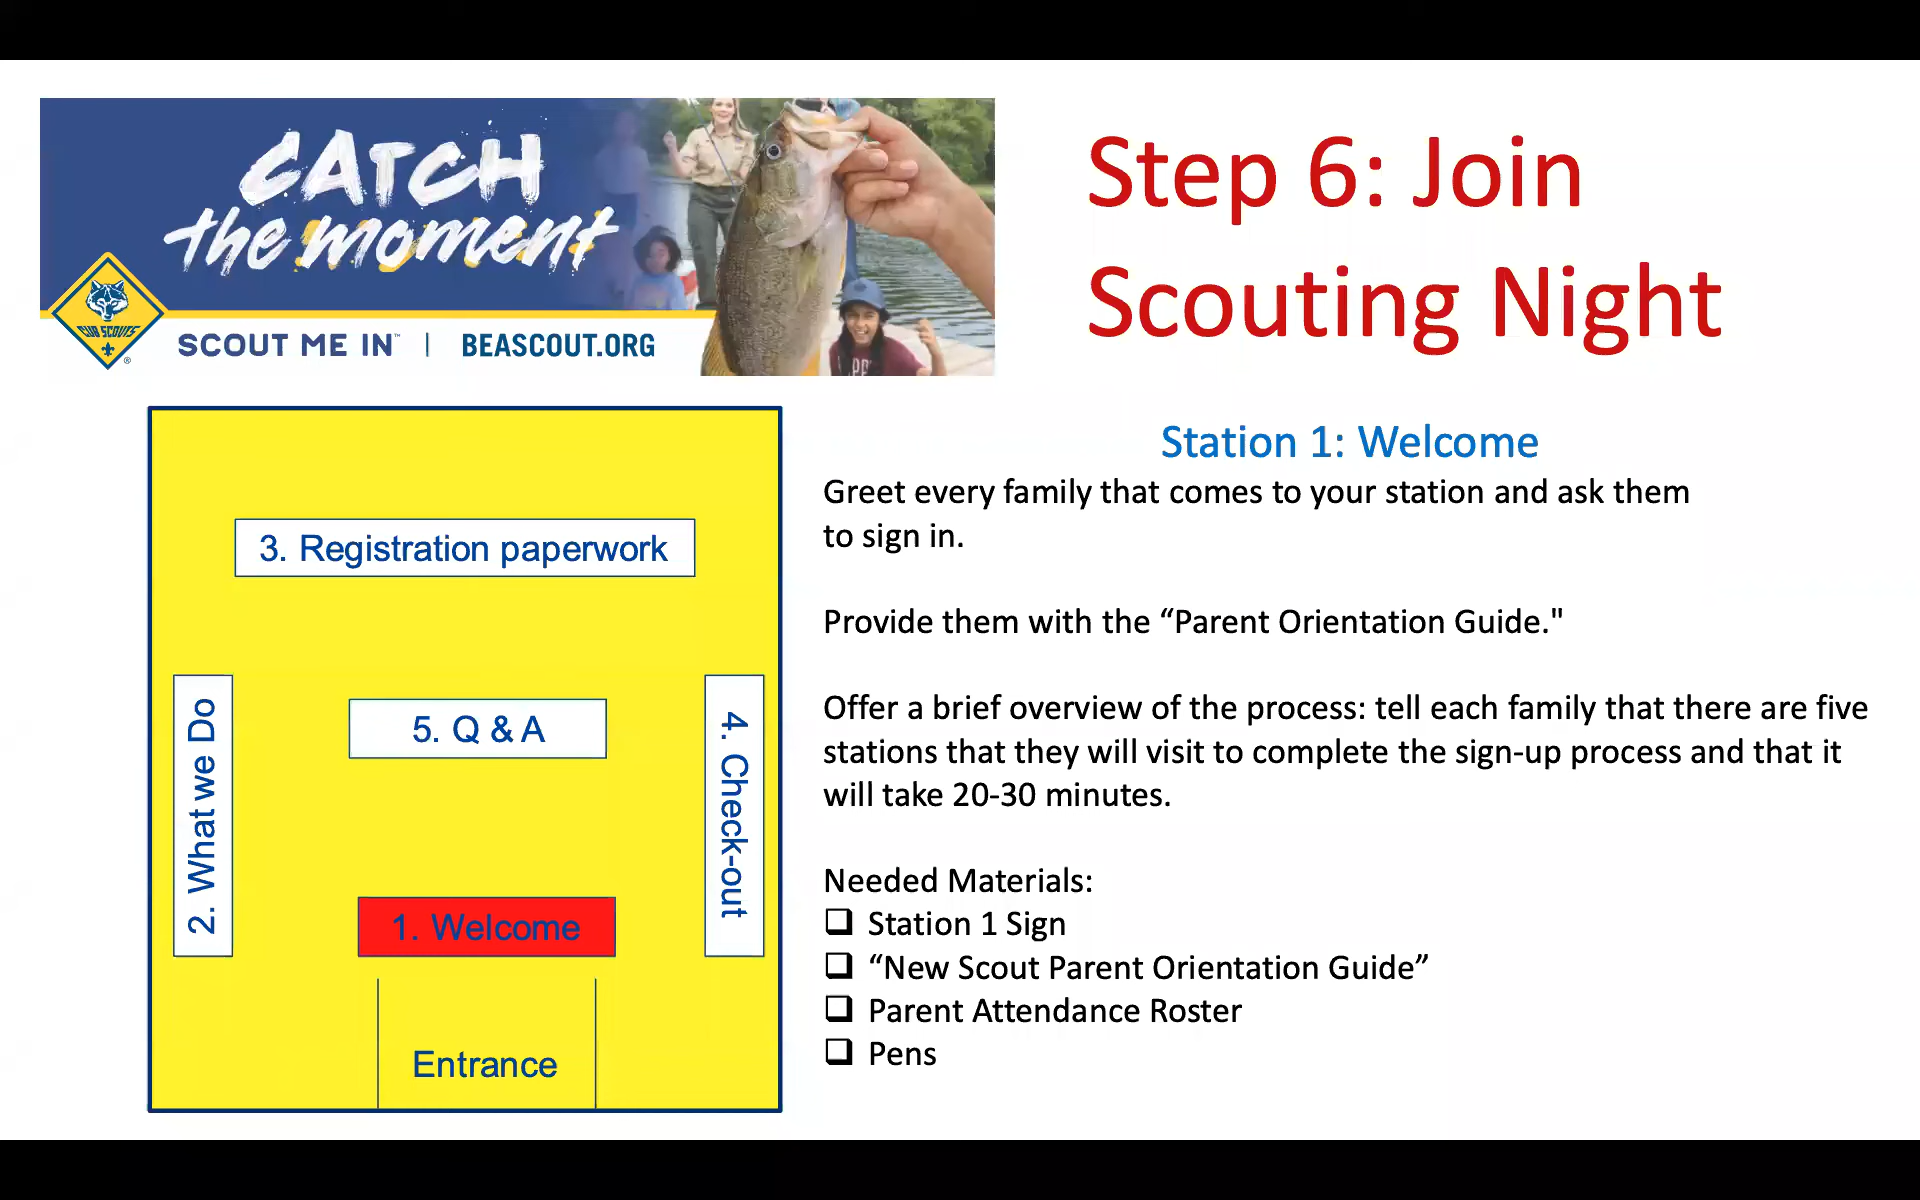 CATCH
the moment
CUB SCOUTS
®
SCOUT ME IN™ | BEASCOUT.ORG
Step 6: Join
Scouting Night
3. Registration paperwork
2. What we Do
5. Q & A
4. Check-out
1. Welcome
Entrance
Station 1: Welcome
Greet every family that comes to your station and ask them
to sign in.
Provide them with the “Parent Orientation Guide."
Offer a brief overview of the process: tell each family that there are five
stations that they will visit to complete the sign-up process and that it
will take 20-30 minutes.
Needed Materials:
❑ Station 1 Sign
❑ “New Scout Parent Orientation Guide”
❑ Parent Attendance Roster
❑ Pens